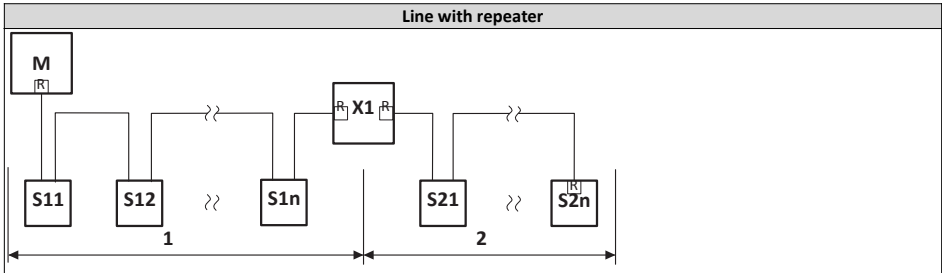 Line with repeater
M
R
R X1 R
S11 S12 S1n S21 R S2n
1 2